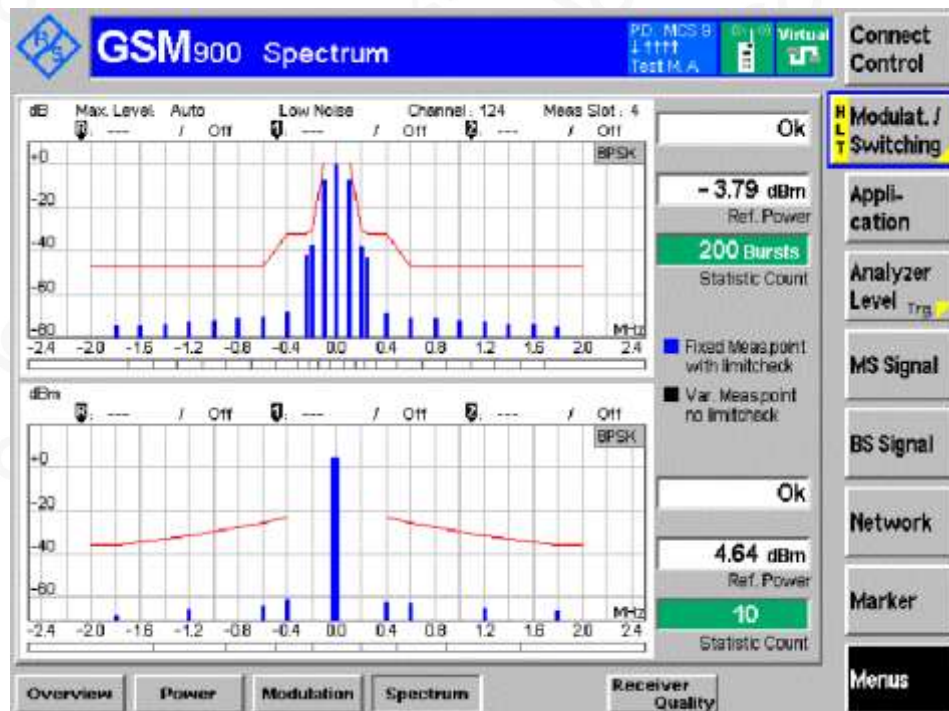 GSM900 Spectrum
PD: MCS 9
Test M. A.
Virtual
Connect
Control
HLT Modulat. /
Switching
Appli-
cation
Analyzer
Level Trg.
MS Signal
BS Signal
Network
Marker
Menus
dB Max. Level: Auto Low Noise Channel : 124 Meas Slot : 4
R: --- / Off 1: --- / Off 2: --- / Off
BPSK
+0
-20
-40
-60
-80
MHz
-2.4 -2.0 -1.6 -1.2 -0.8 -0.4 0.0 0.4 0.8 1.2 1.6 2.0 2.4
Ok
- 3.79 dBm
Ref. Power
200 Bursts
Statistic Count
Fixed Meas.point
with limitcheck
Var. Meas.point
no limitcheck
dBm
R: --- / Off 1: --- / Off 2: --- / Off
BPSK
+0
-20
-40
-60
MHz
-2.4 -2.0 -1.6 -1.2 -0.8 -0.4 0.0 0.4 0.8 1.2 1.6 2.0 2.4
Ok
4.64 dBm
Ref. Power
10
Statistic Count
Overview
Power
Modulation
Spectrum
Receiver
Quality